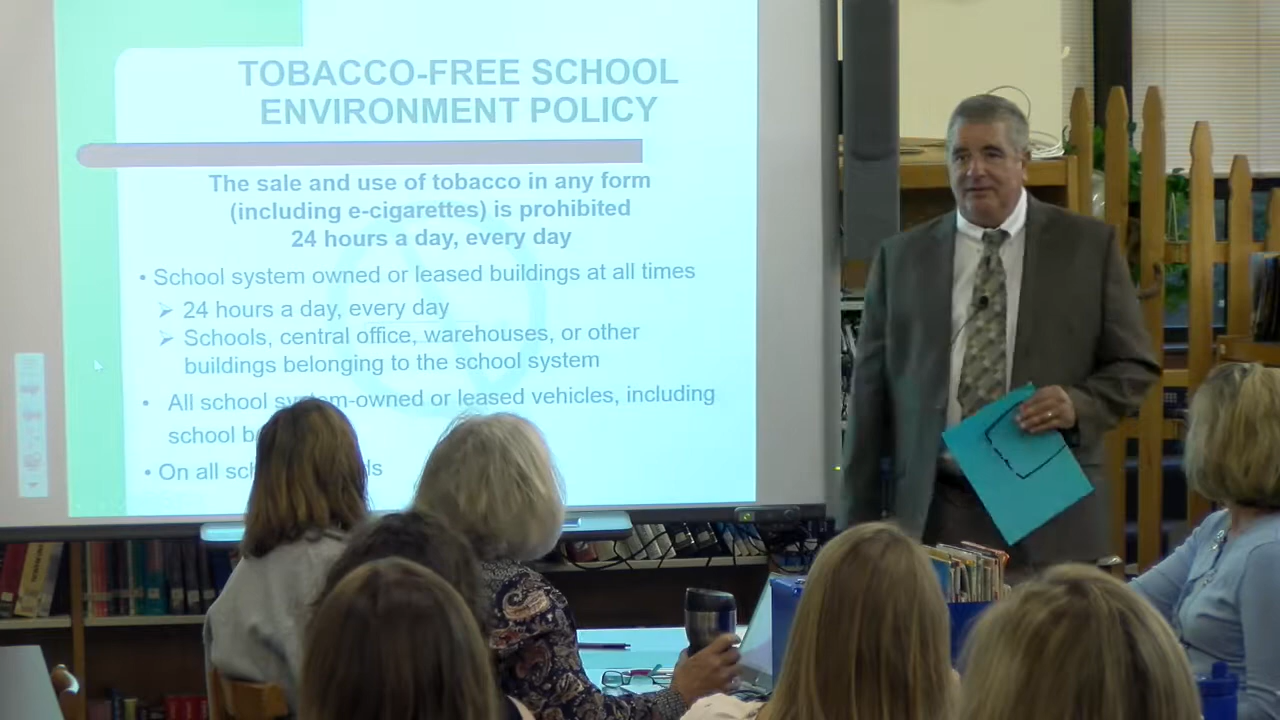 TOBACCO-FREE SCHOOL
ENVIRONMENT POLICY
The sale and use of tobacco in any form
(including e-cigarettes) is prohibited
24 hours a day, every day
• School system owned or leased buildings at all times
➢ 24 hours a day, every day
➢ Schools, central office, warehouses, or other
buildings belonging to the school system
• All school system-owned or leased vehicles, including
school
• On all